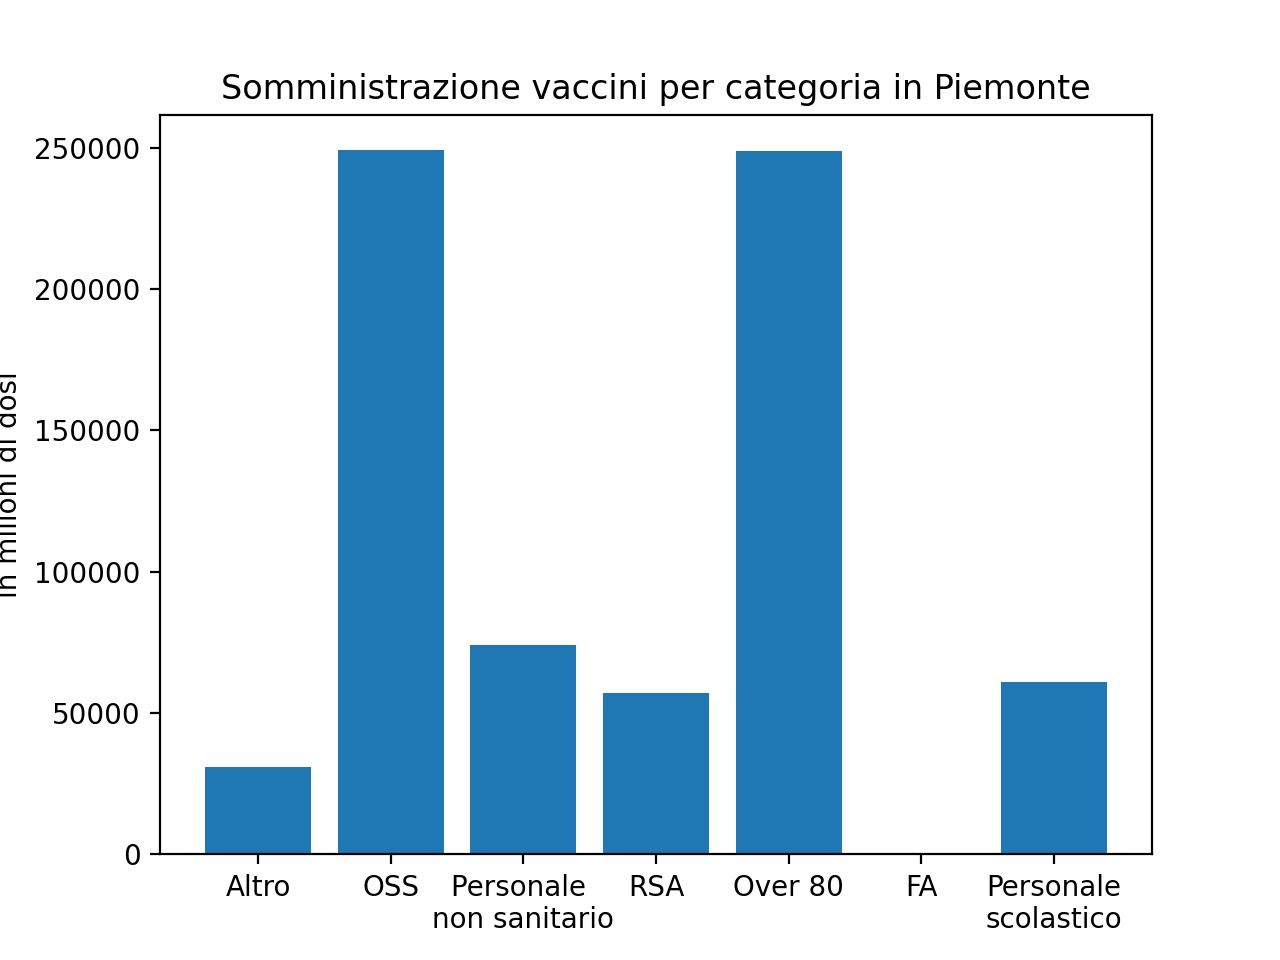 Somministrazione vaccini per categoria in Piemonte
250000
200000
150000
100000
50000
0
In milioni di dosi
Altro
OSS
Personale
non sanitario
RSA
Over 80
FA
Personale
scolastico